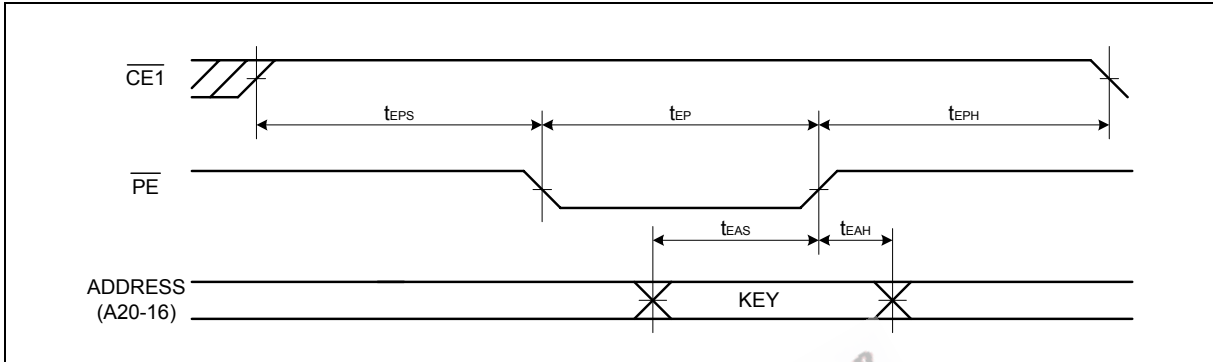 CE1
tEPS tEP tEPH
PE
tEAS tEAH
ADDRESS
(A20-16)
KEY